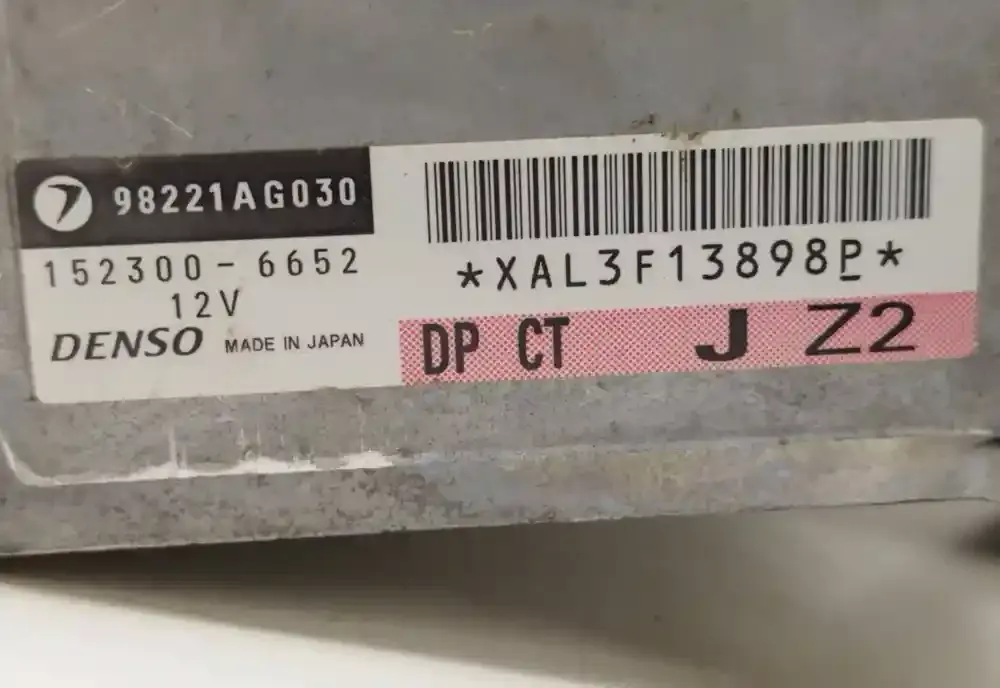 98221AG030
152300-6652
12V
DENSO MADE IN JAPAN
*XAL3F13898P*
DP CT J Z2